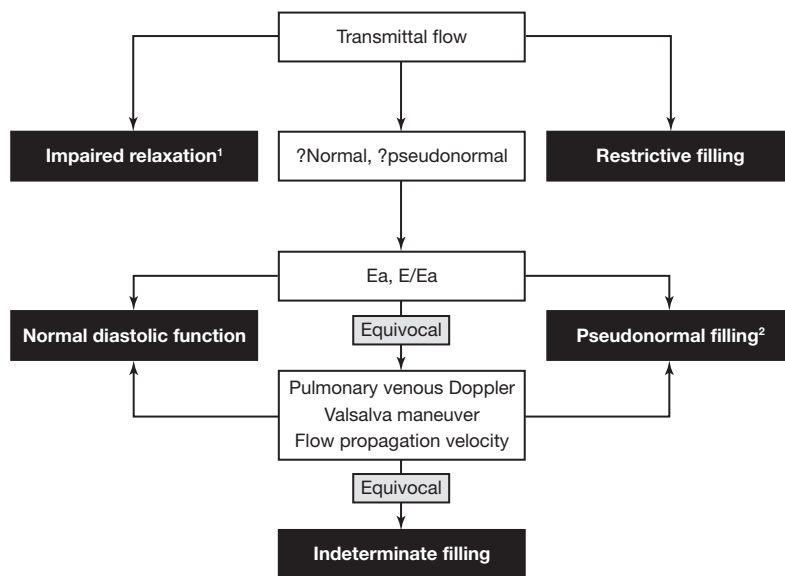 Transmittal flow
Impaired relaxation¹
?Normal, ?pseudonormal
Restrictive filling
Ea, E/Ea
Normal diastolic function
Equivocal
Pseudonormal filling²
Pulmonary venous Doppler
Valsalva maneuver
Flow propagation velocity
Equivocal
Indeterminate filling